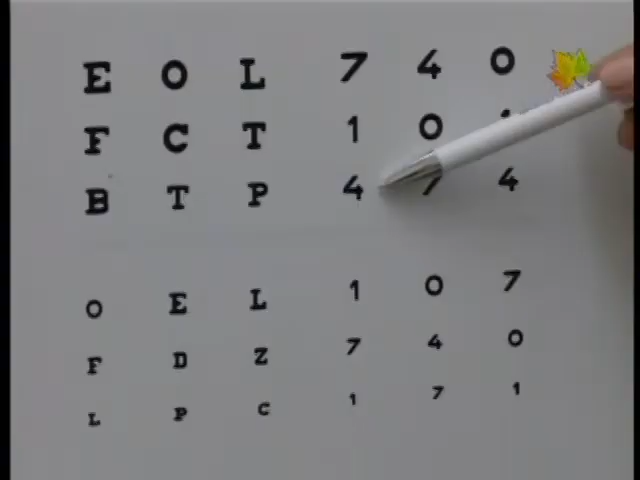 E O L 7 4 0
F C T 1 0
B T P 4 7 4
O E L 1 0 7
F D Z 7 4 0
L P C 1 7 1